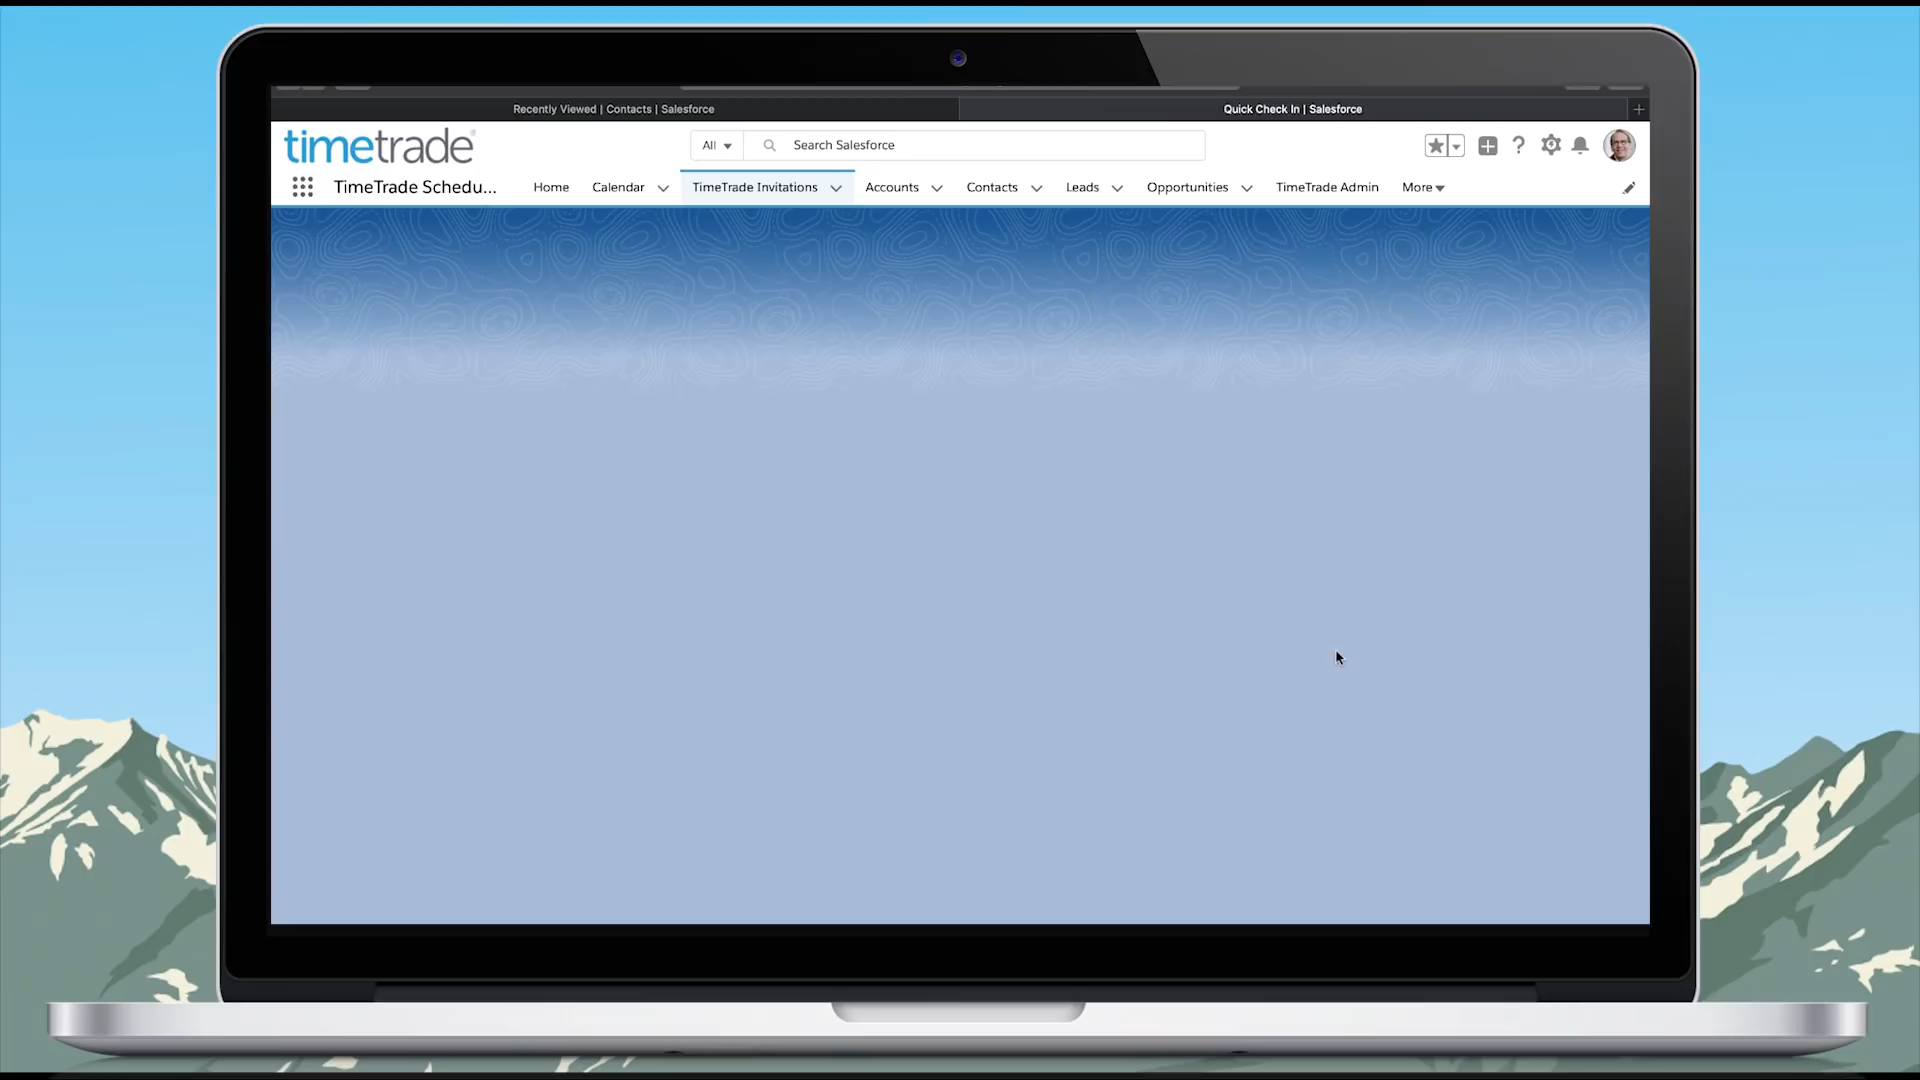 Recently Viewed | Contacts | Salesforce
Quick Check In | Salesforce
timetrade®
All
Search Salesforce
TimeTrade Schedu...
Home
Calendar
TimeTrade Invitations
Accounts
Contacts
Leads
Opportunities
TimeTrade Admin
More